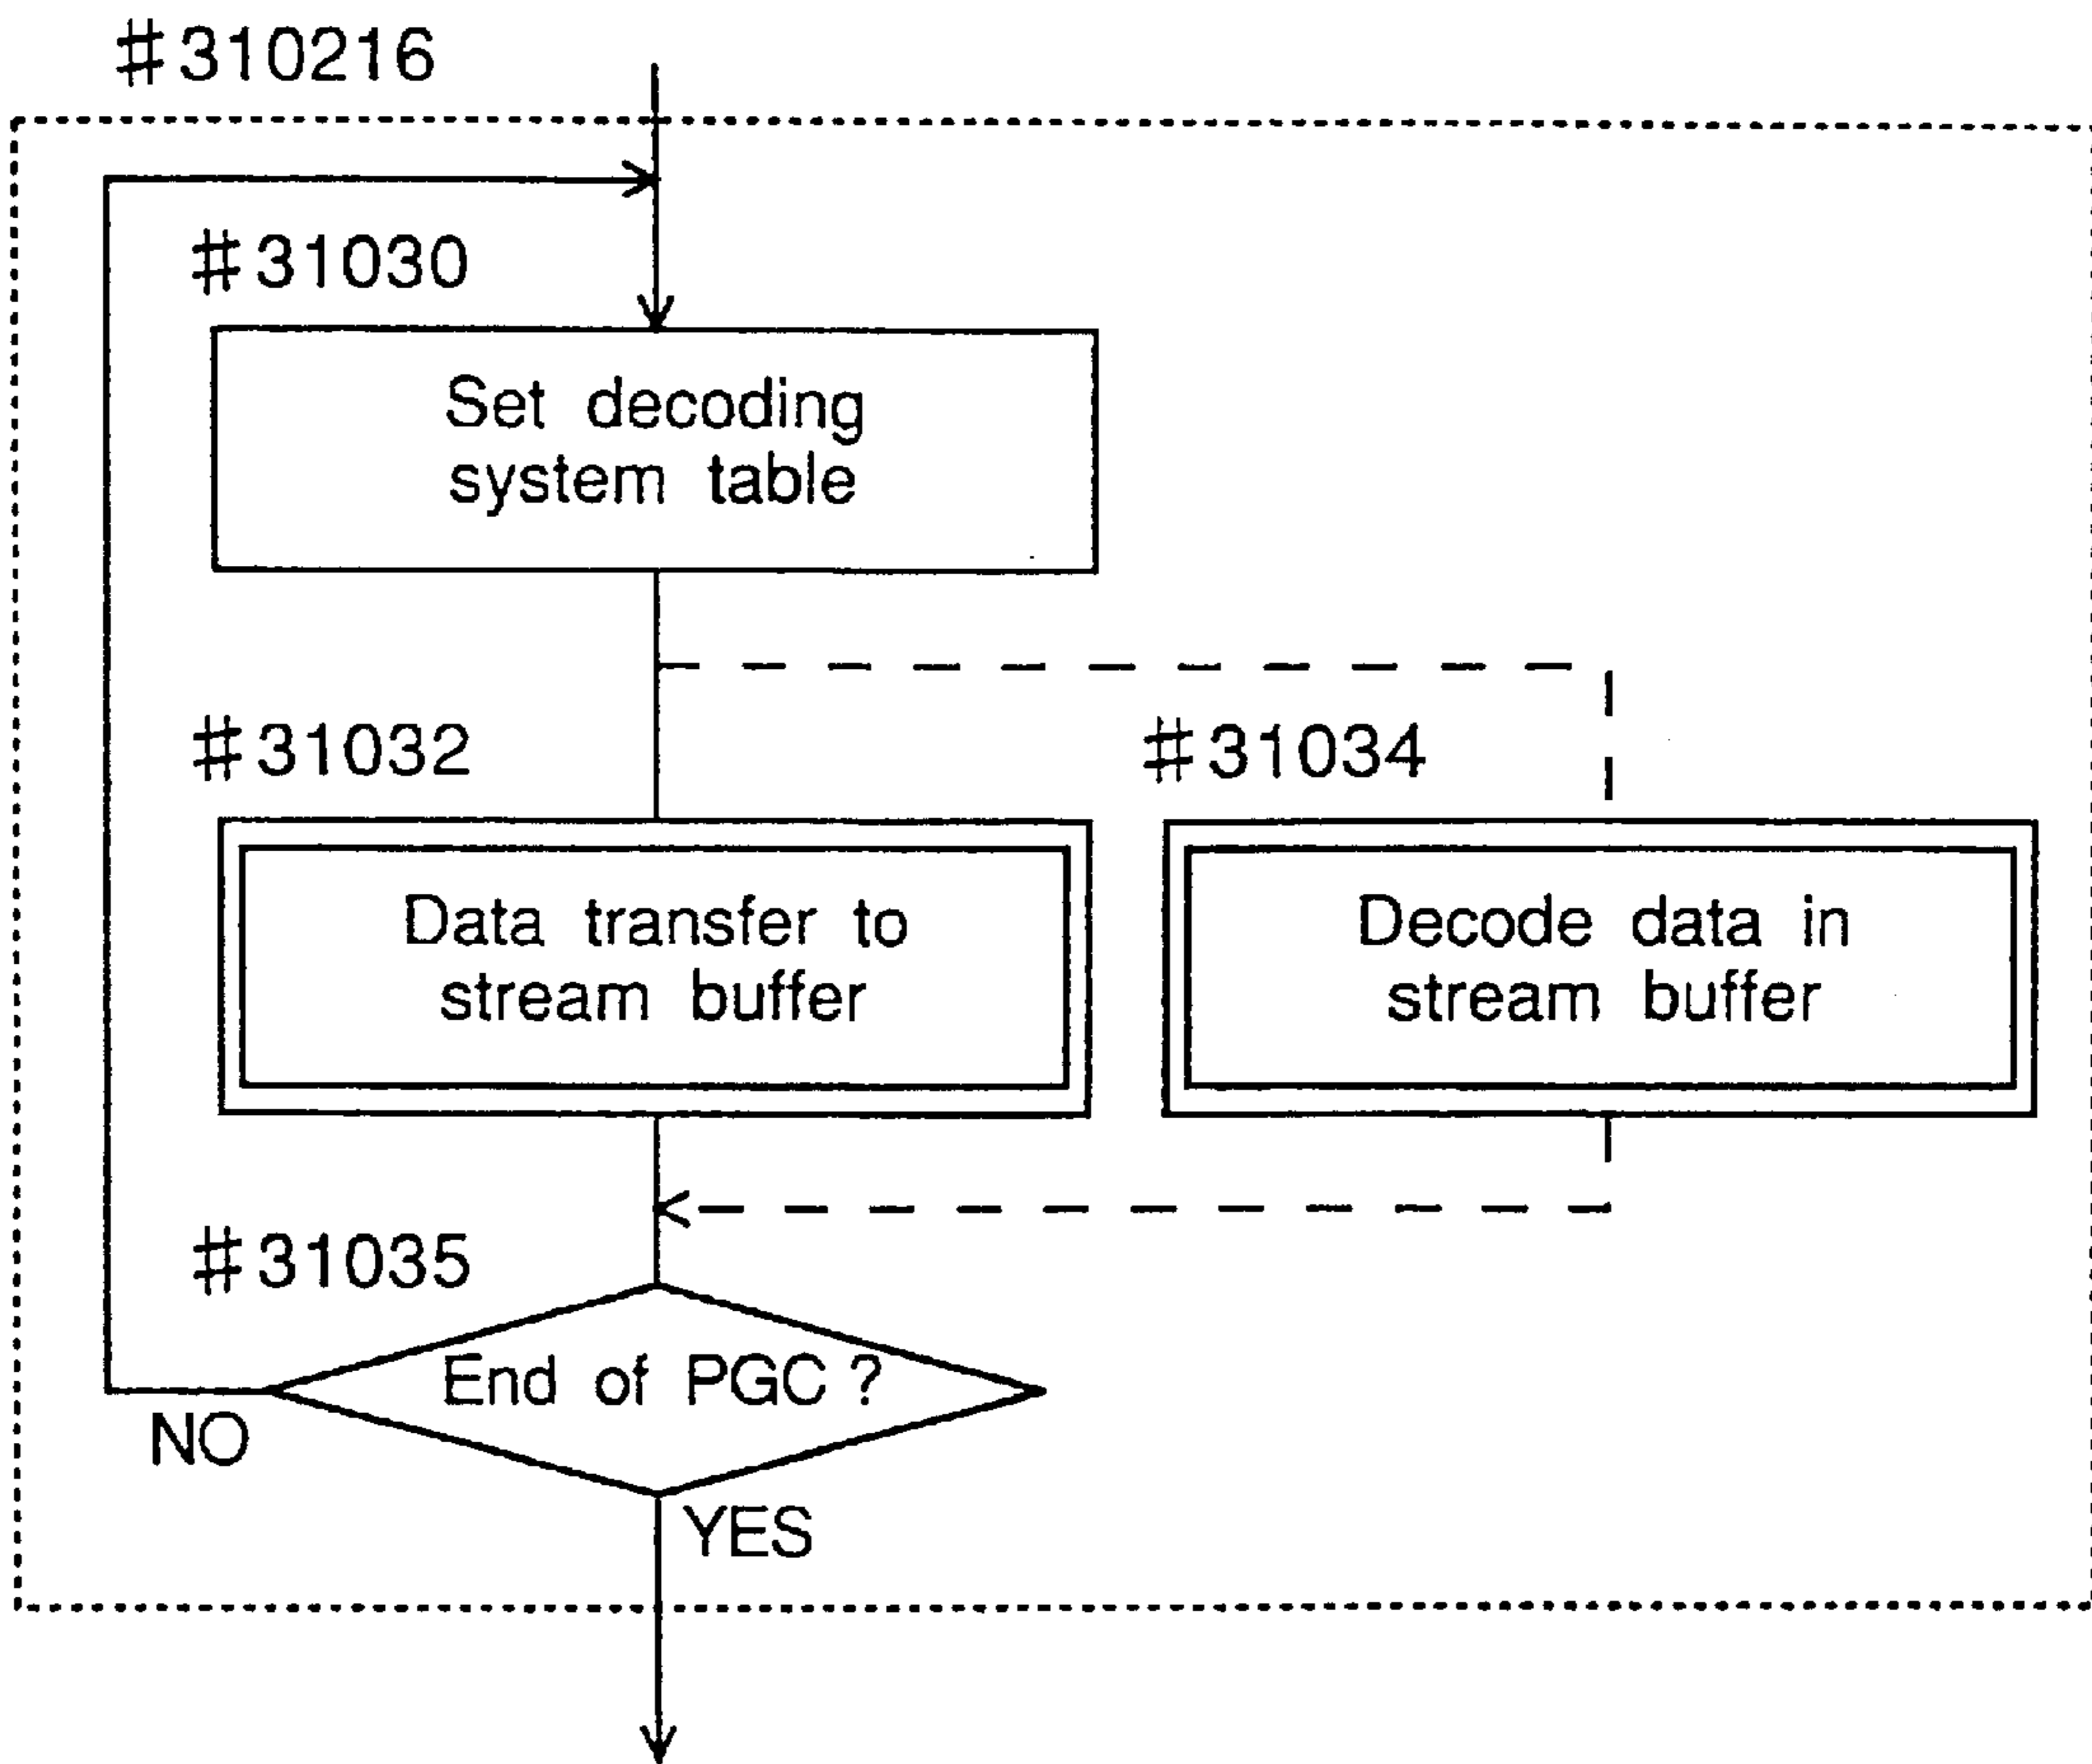 #310216
#31030
Set decoding
system table
#31032
#31034
Data transfer to
stream buffer
Decode data in
stream buffer
#31035
End of PGC?
NO
YES